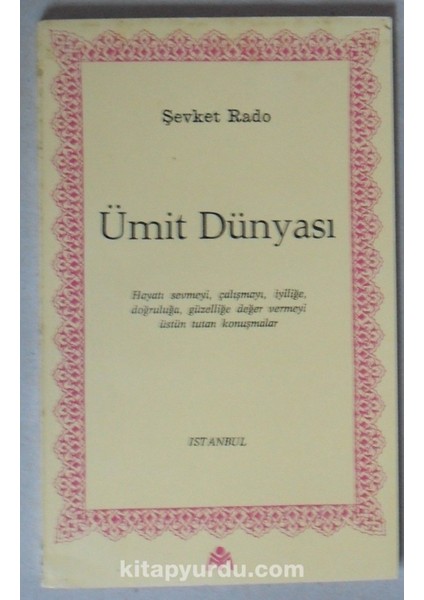 Şevket Rado
Ümit Dünyası
Hayatı sevmeyi, çalışmayı, iyiliğe,
doğruluğa, güzelliğe değer vermeyi
üstün tutan konuşmalar
ISTANBUL
kitapyurdu.com